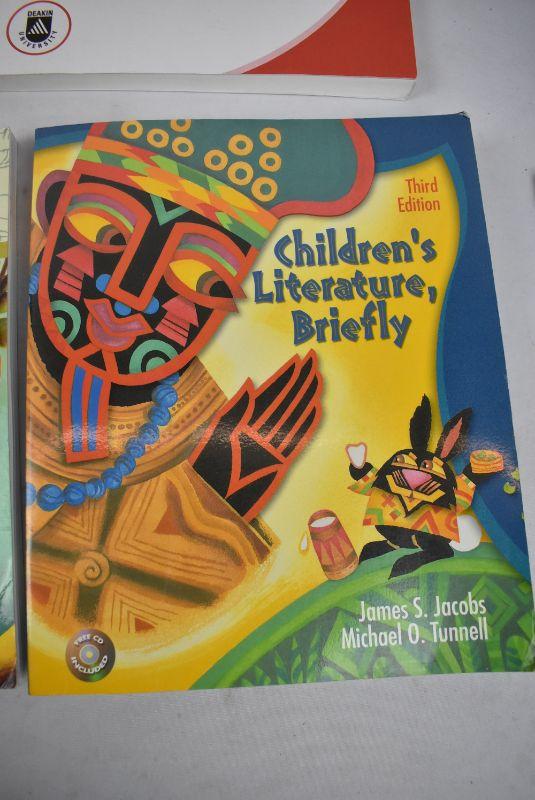 DEAKIN
UNIVERSITY
Third
Edition
Children's
Literature,
Briefly
James S. Jacobs
Michael O. Tunnell
FREE CD
INCLUDED